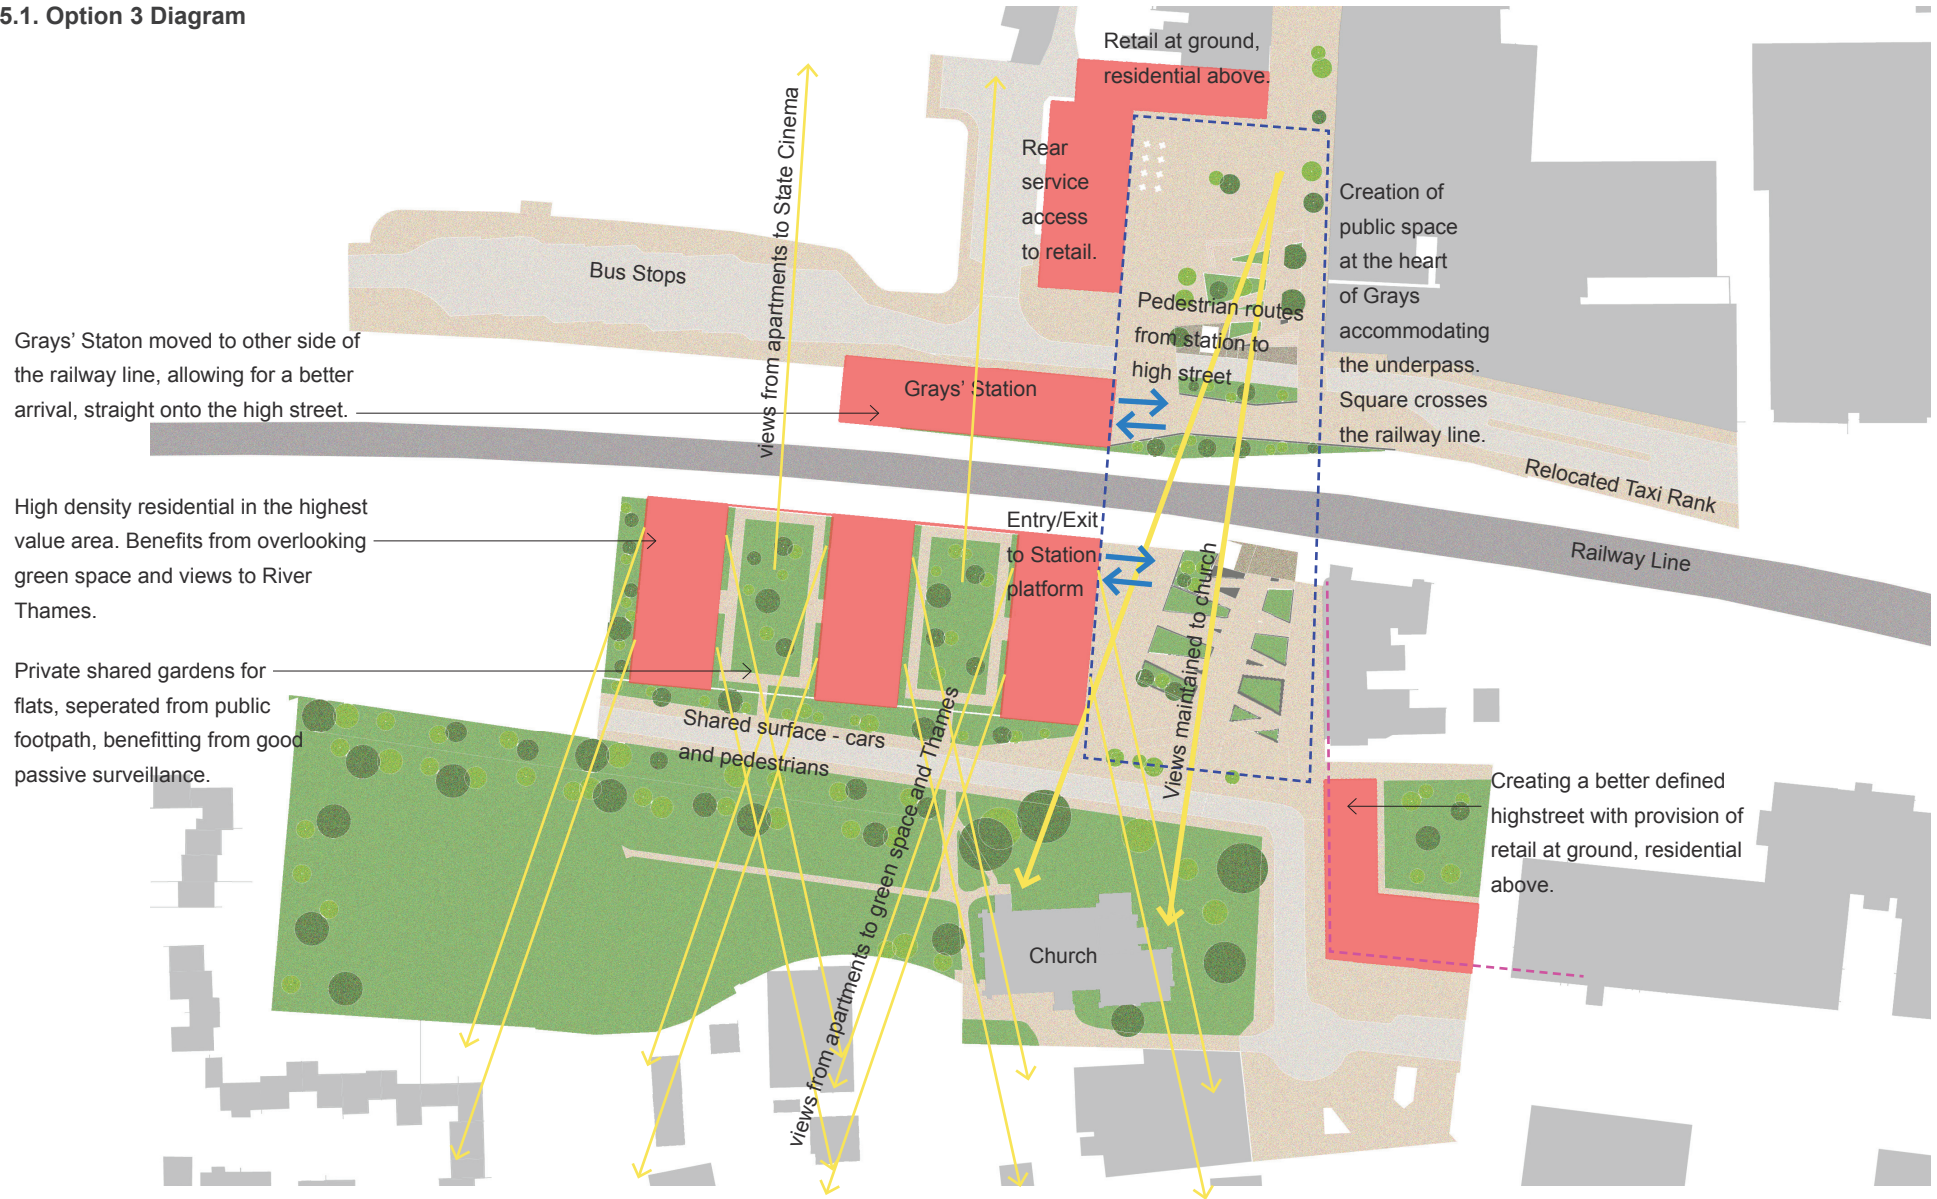 5.1. Option 3 Diagram
Retail at ground,
residential above.
Rear
service
access
to retail.
Creation of
public space
at the heart
of Grays
accommodating
the underpass.
Square crosses
the railway line.
views from apartments to State Cinema
Bus Stops
Pedestrian routes
from station to
high street
Grays’ Staton moved to other side of
the railway line, allowing for a better
arrival, straight onto the high street.
Grays’ Station
Relocated Taxi Rank
Railway Line
High density residential in the highest
value area. Benefits from overlooking
green space and views to River
Thames.
Entry/Exit
to Station
platform
Private shared gardens for
flats, seperated from public
footpath, benefitting from good
passive surveillance.
Shared surface - cars
and pedestrians
views from apartments to green space and Thames
Views maintained to church
Creating a better defined
highstreet with provision of
retail at ground, residential
above.
Church